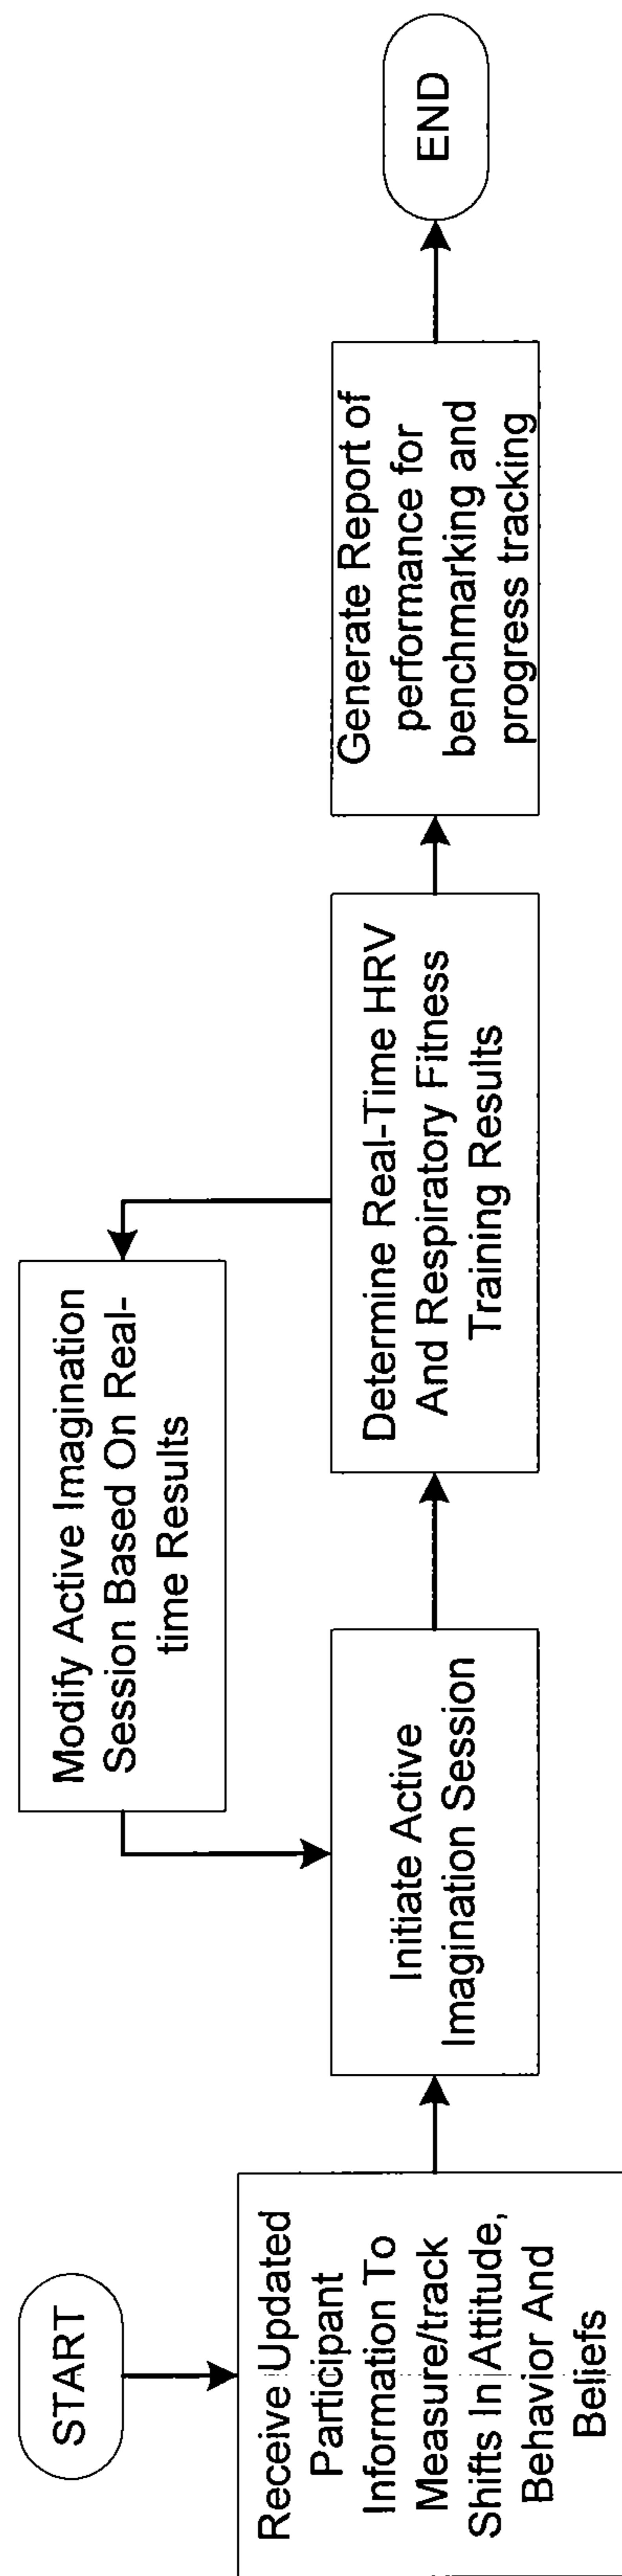 START
Receive Updated
Participant
Information To
Measure/track
Shifts In Attitude,
Behavior And
Beliefs
Initiate Active
Imagination Session
Modify Active Imagination
Session Based On Real-
time Results
Determine Real-Time HRV
And Respiratory Fitness
Training Results
Generate Report of
performance for
benchmarking and
progress tracking
END